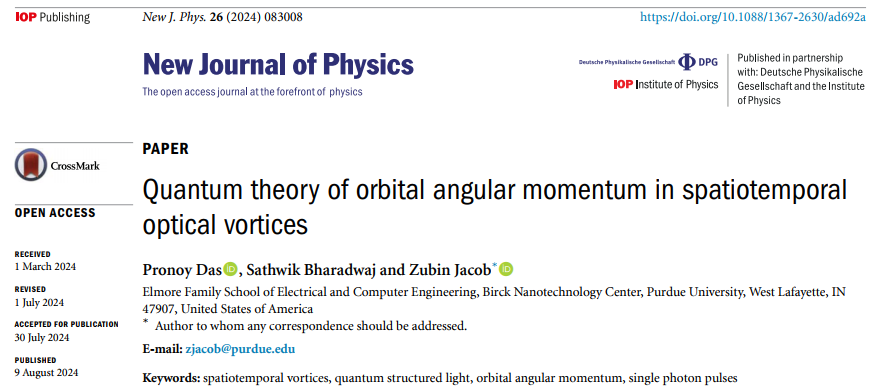 IOP Publishing
New J. Phys. 26 (2024) 083008
https://doi.org/10.1088/1367-2630/ad692a
New Journal of Physics
The open access journal at the forefront of physics
Deutsche Physikalische Gesellschaft Φ DPG
IOP Institute of Physics
Published in partnership
with: Deutsche Physikalische
Gesellschaft and the Institute
of Physics
CrossMark
OPEN ACCESS
RECEIVED
1 March 2024
REVISED
1 July 2024
ACCEPTED FOR PUBLICATION
30 July 2024
PUBLISHED
9 August 2024
PAPER
Quantum theory of orbital angular momentum in spatiotemporal
optical vortices
Pronoy Das iD, Sathwik Bharadwaj and Zubin Jacob* iD
Elmore Family School of Electrical and Computer Engineering, Birck Nanotechnology Center, Purdue University, West Lafayette, IN
47907, United States of America
* Author to whom any correspondence should be addressed.
E-mail: zjacob@purdue.edu
Keywords: spatiotemporal vortices, quantum structured light, orbital angular momentum, single photon pulses